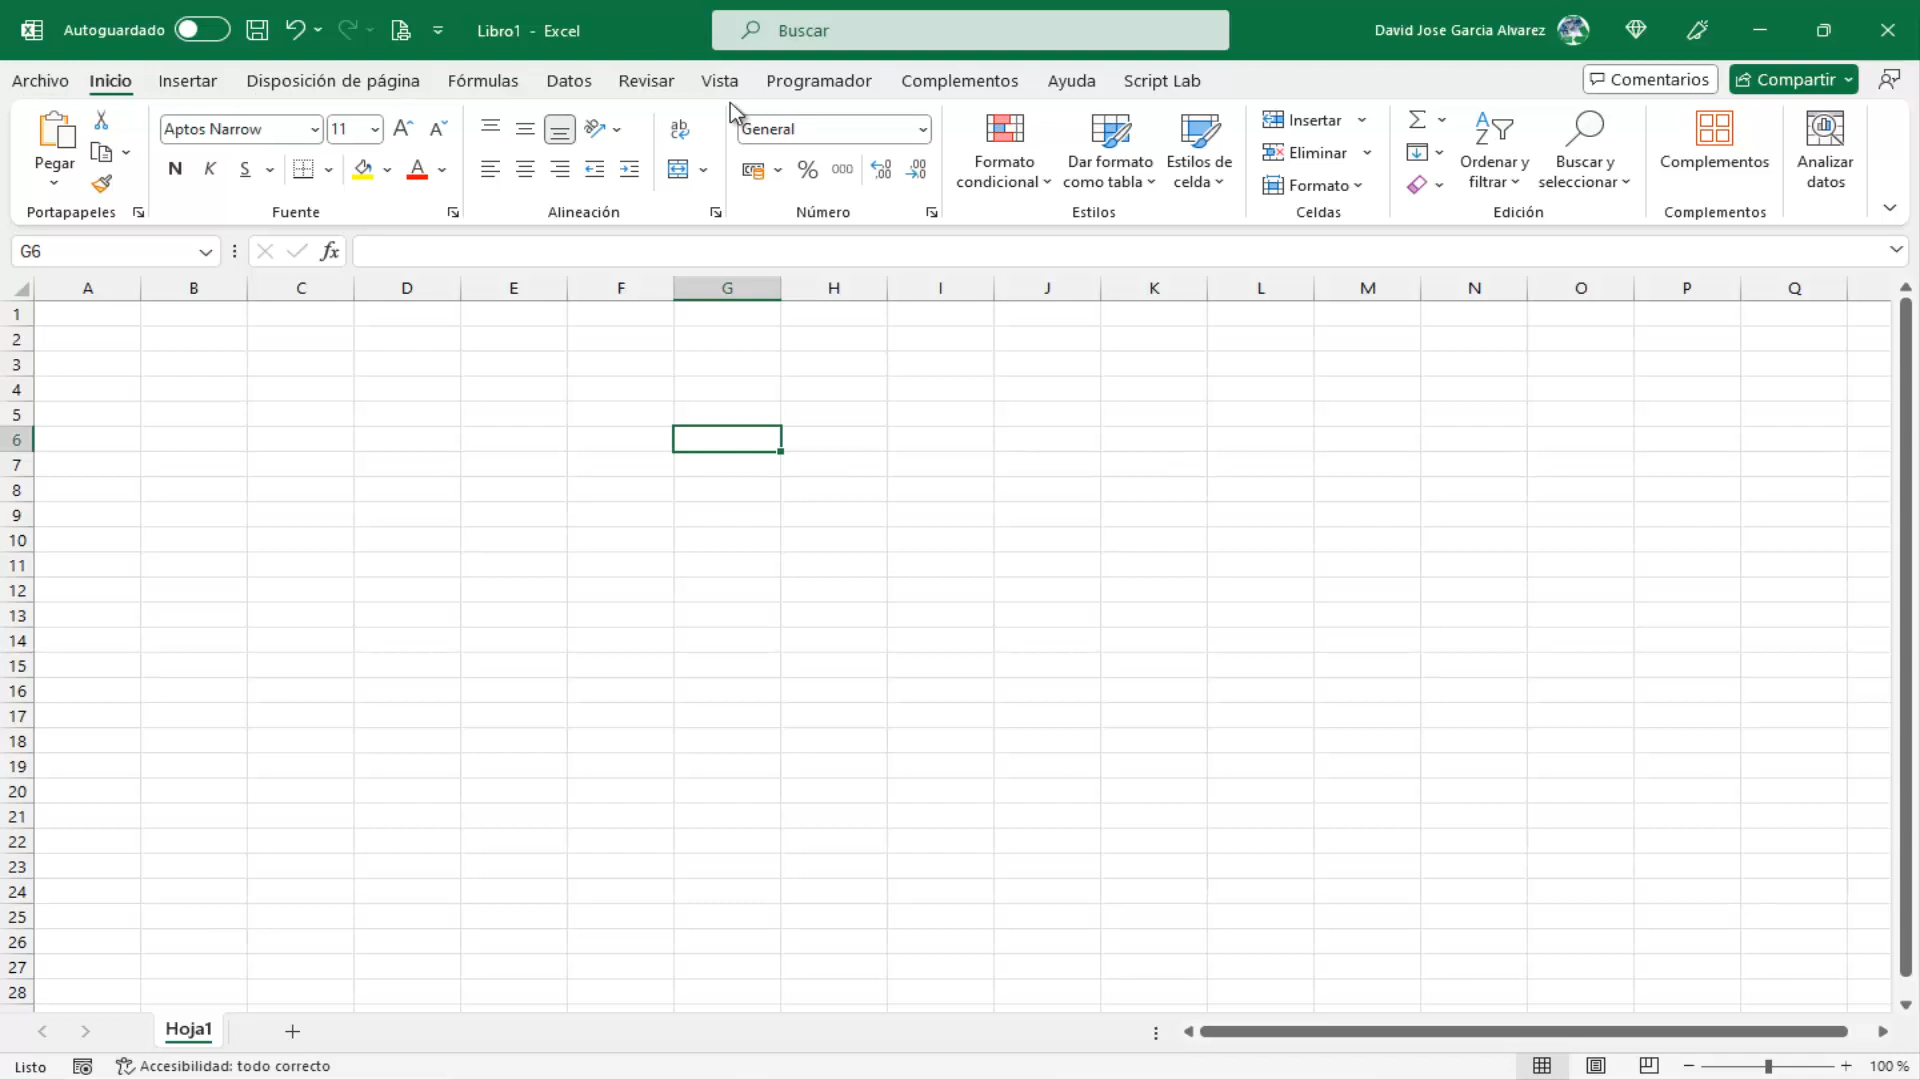 Autoguardado
Libro1 - Excel
Buscar
David Jose Garcia Alvarez
Archivo Inicio Insertar Disposición de página Fórmulas Datos Revisar Vista Programador Complementos Ayuda Script Lab
Comentarios Compartir
Pegar
Portapapeles
Aptos Narrow 11
N K S
Fuente
ab
Alineación
General
% 000
Número
Formato condicional
Dar formato como tabla
Estilos de celda
Estilos
Insertar
Eliminar
Formato
Celdas
Ordenar y filtrar
Buscar y seleccionar
Edición
Complementos
Complementos
Analizar datos
G6
fx
A B C D E F G H I J K L M N O P Q
1
2
3
4
5
6
7
8
9
10
11
12
13
14
15
16
17
18
19
20
21
22
23
24
25
26
27
28
Hoja1
Listo
Accesibilidad: todo correcto
100 %